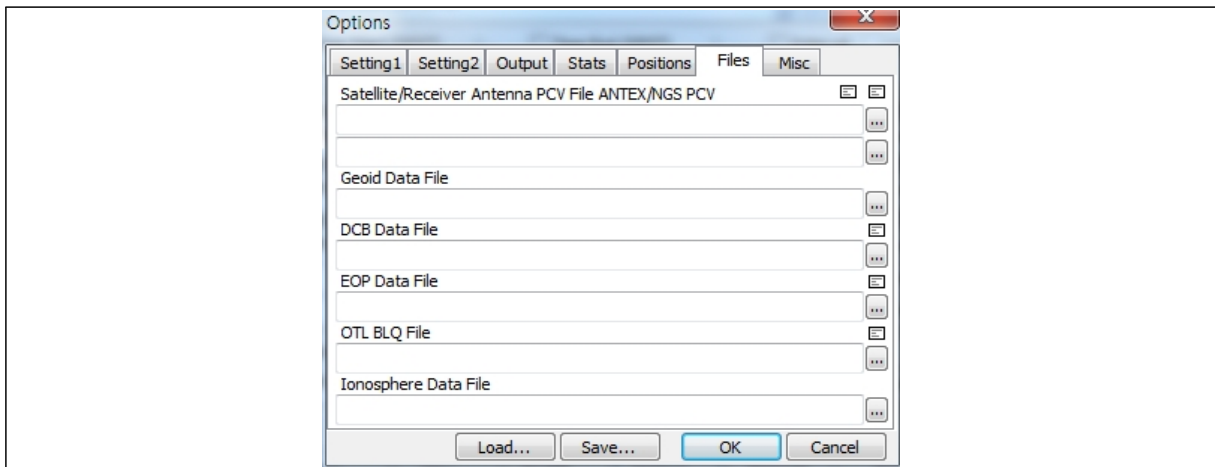 Options
X
Setting1 Setting2 Output Stats Positions Files Misc
Satellite/Receiver Antenna PCV File ANTEX/NGS PCV
...
...
Geoid Data File
...
DCB Data File
...
EOP Data File
...
OTL BLQ File
...
Ionosphere Data File
...
Load... Save... OK Cancel